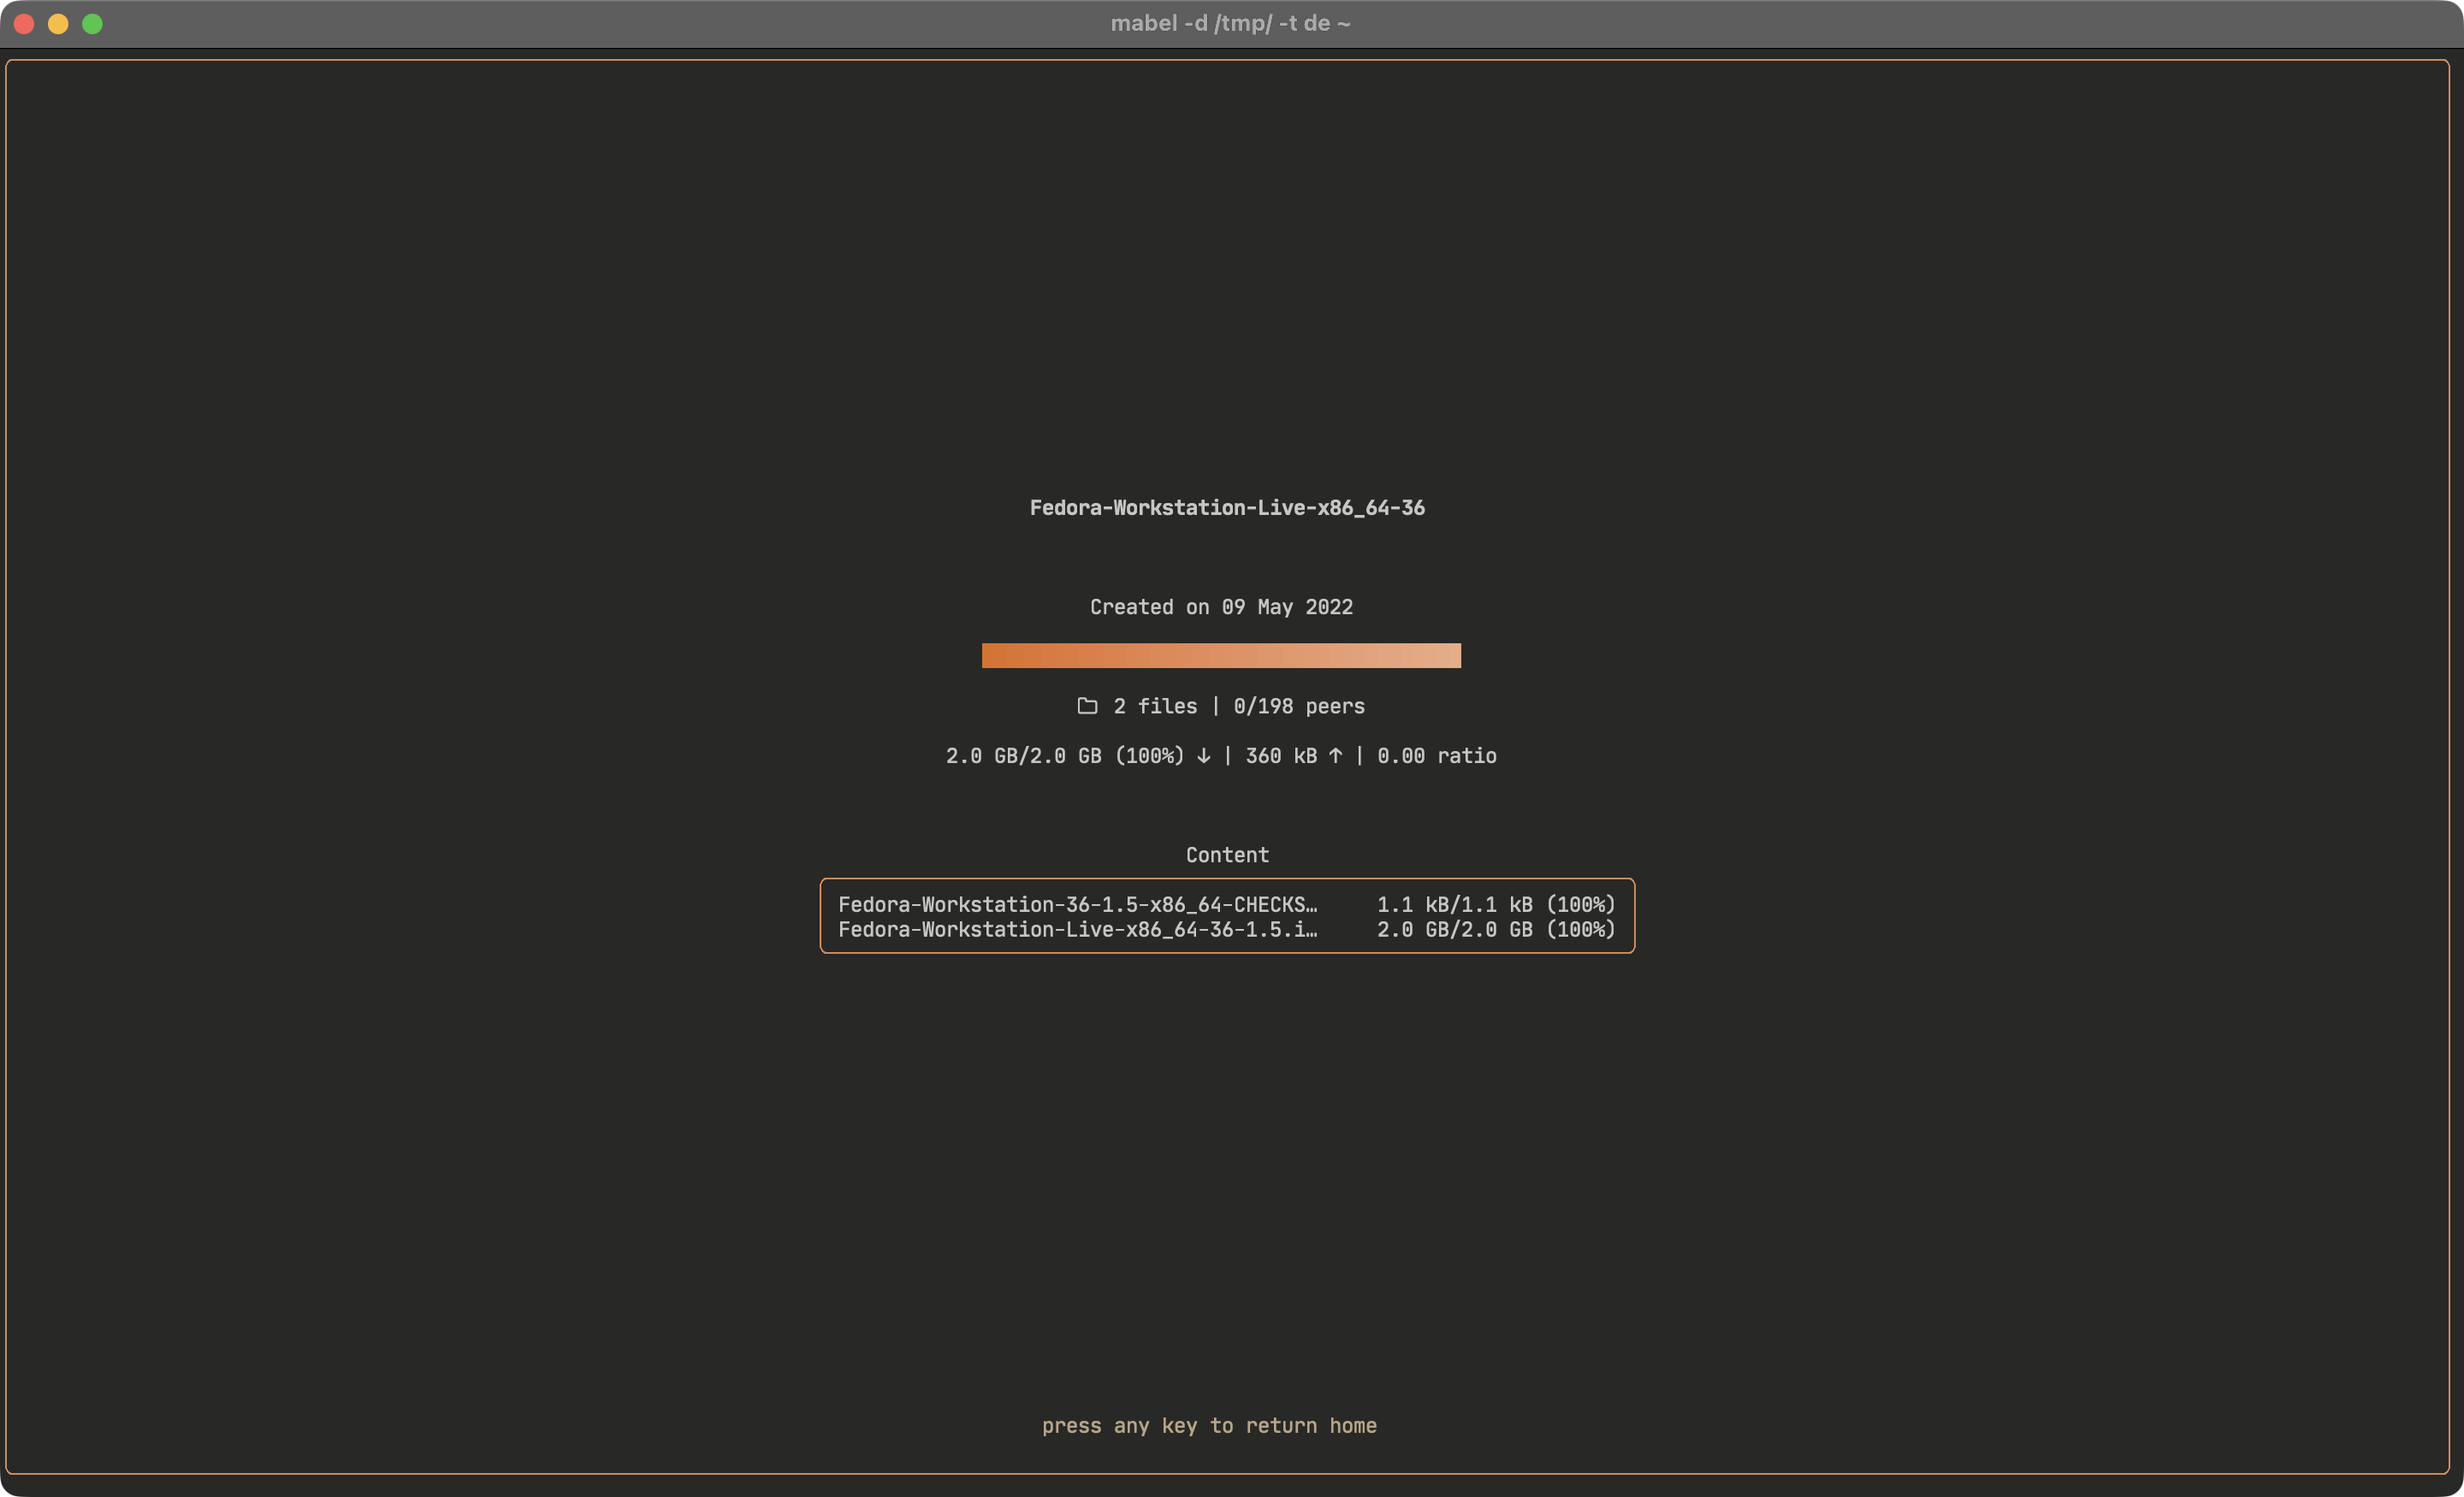 mabel -d /tmp/ -t de ~
Fedora-Workstation-Live-x86_64-36
Created on 09 May 2022
2 files | 0/198 peers
2.0 GB/2.0 GB (100%) ↓ | 360 kB ↑ | 0.00 ratio
Content
Fedora-Workstation-36-1.5-x86_64-CHECKS… 1.1 kB/1.1 kB (100%)
Fedora-Workstation-Live-x86_64-36-1.5.i… 2.0 GB/2.0 GB (100%)
press any key to return home